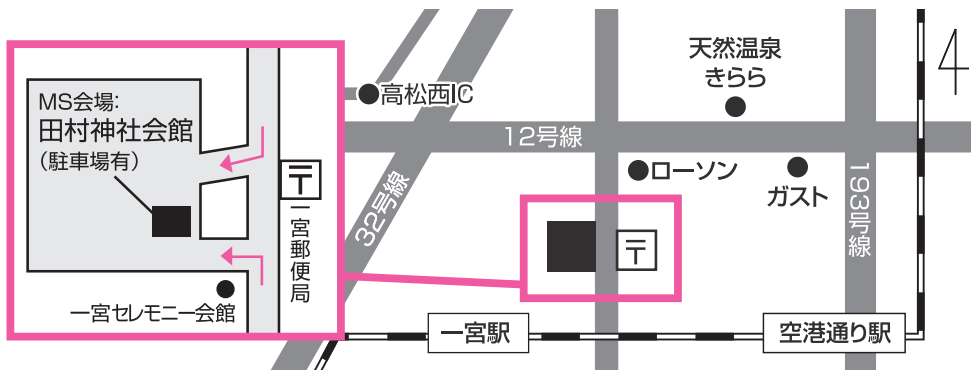 MS会場:
田村神社会館
(駐車場有)
〒
一宮郵便局
一宮セレモニー会館
高松西IC
32号線
12号線
天然温泉
きらら
ローソン
ガスト
193号線
〒
一宮駅
空港通り駅